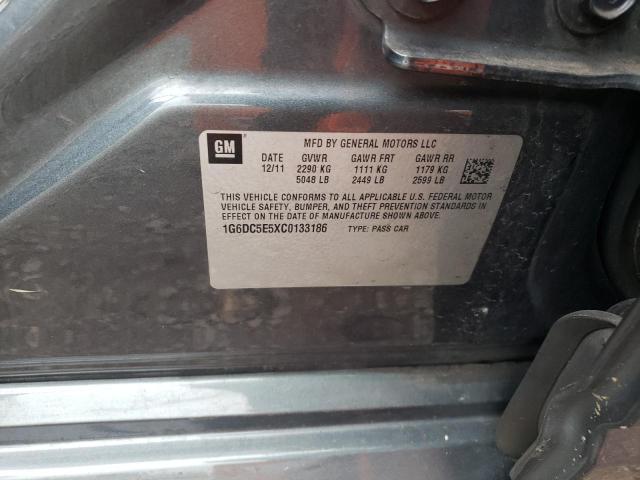 GM
MFD BY GENERAL MOTORS LLC
DATE GVWR GAWR FRT GAWR RR
12/11 2290 KG 1111 KG 1179 KG
5048 LB 2449 LB 2599 LB
THIS VEHICLE CONFORMS TO ALL APPLICABLE U.S. FEDERAL MOTOR
VEHICLE SAFETY, BUMPER, AND THEFT PREVENTION STANDARDS IN
EFFECT ON THE DATE OF MANUFACTURE SHOWN ABOVE.
1G6DC5E5XC0133186 TYPE: PASS CAR